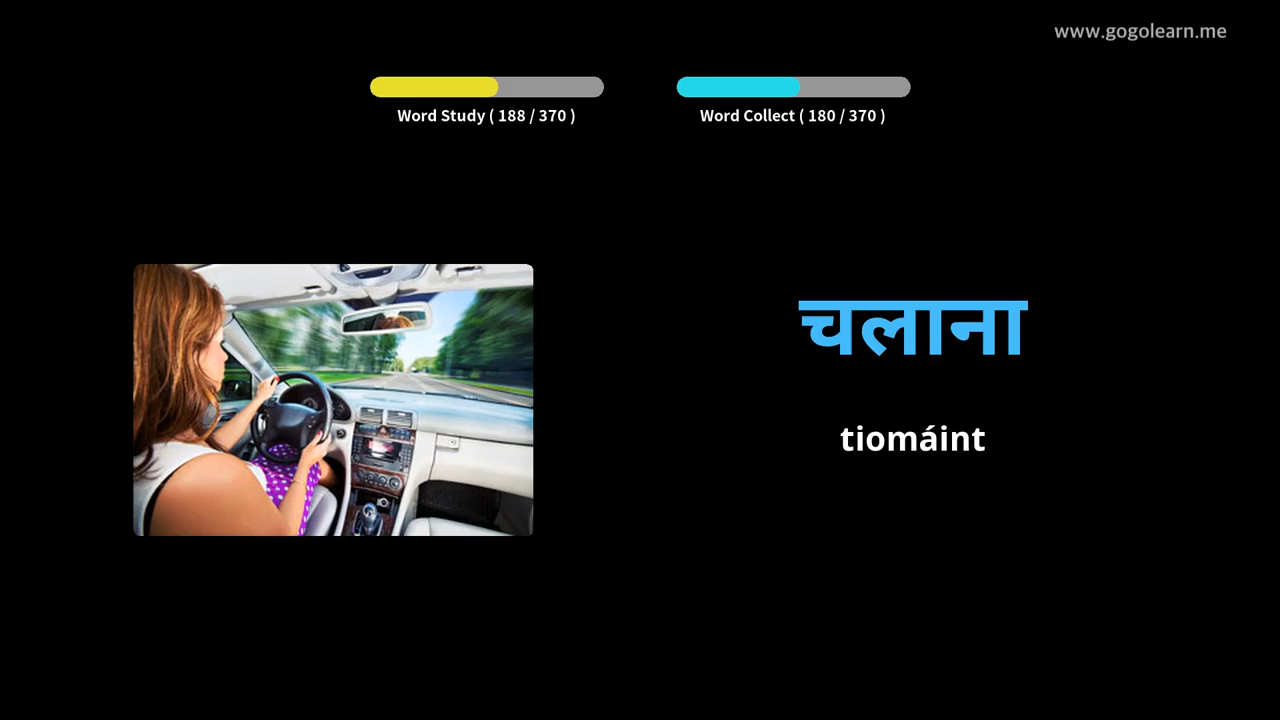 www.gogolearn.me
Word Study ( 188 / 370 )
Word Collect ( 180 / 370 )
चलाना
tiomáint